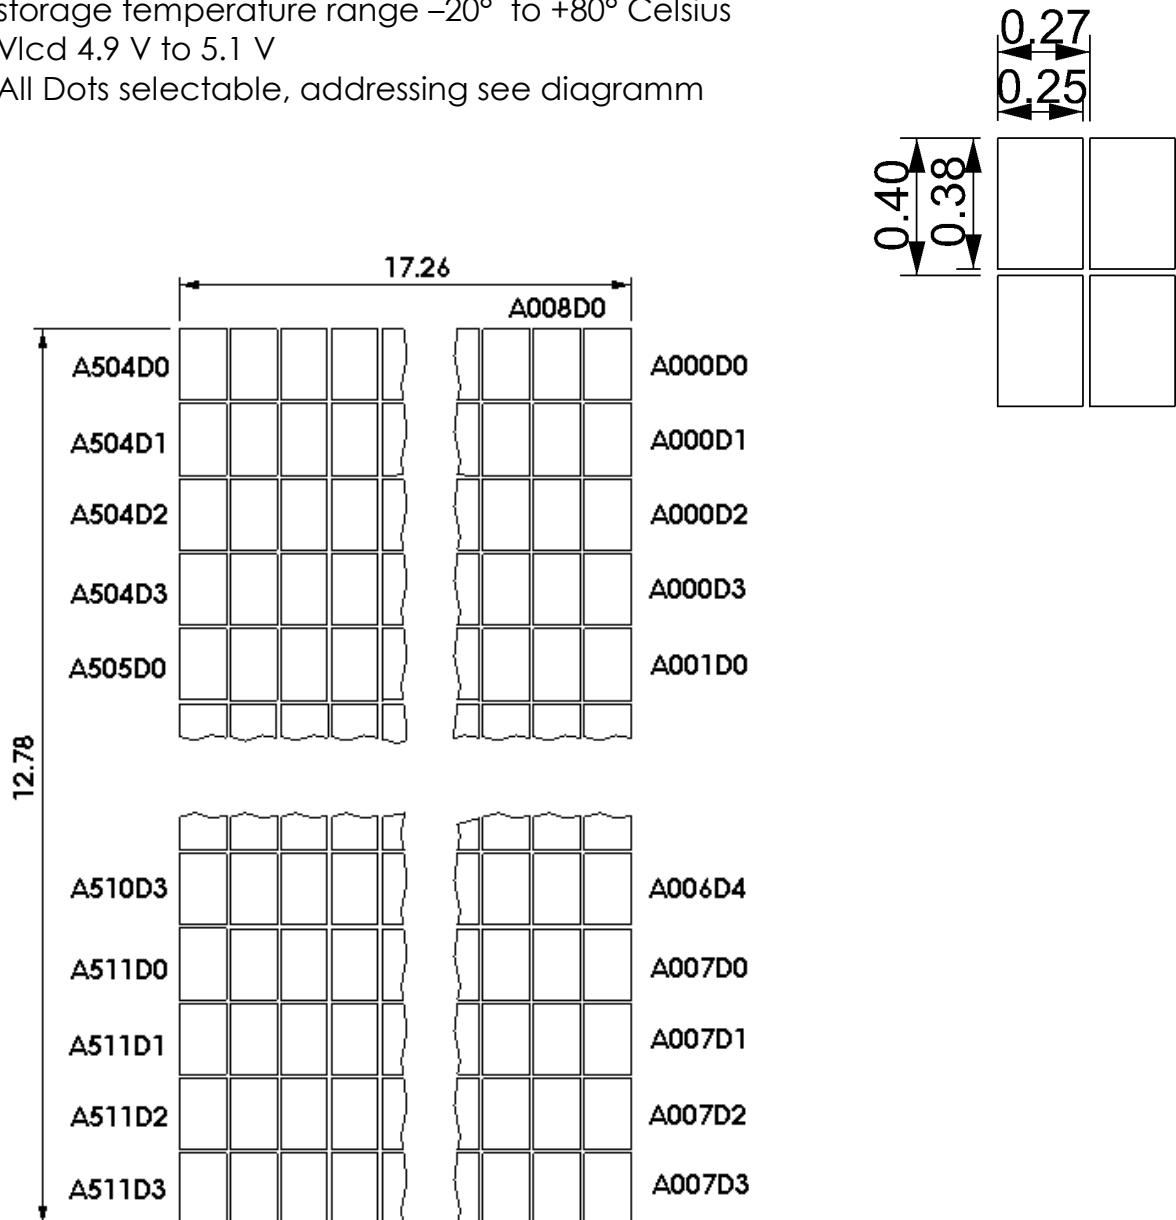 storage temperature range –20° to +80° Celsius
Vlcd 4.9 V to 5.1 V
All Dots selectable, addressing see diagramm
0.27
0.25
0.40
0.38
17.26
A008D0
A504D0
A000D0
A504D1
A000D1
A504D2
A000D2
A504D3
A000D3
A505D0
A001D0
12.78
A510D3
A006D4
A511D0
A007D0
A511D1
A007D1
A511D2
A007D2
A511D3
A007D3